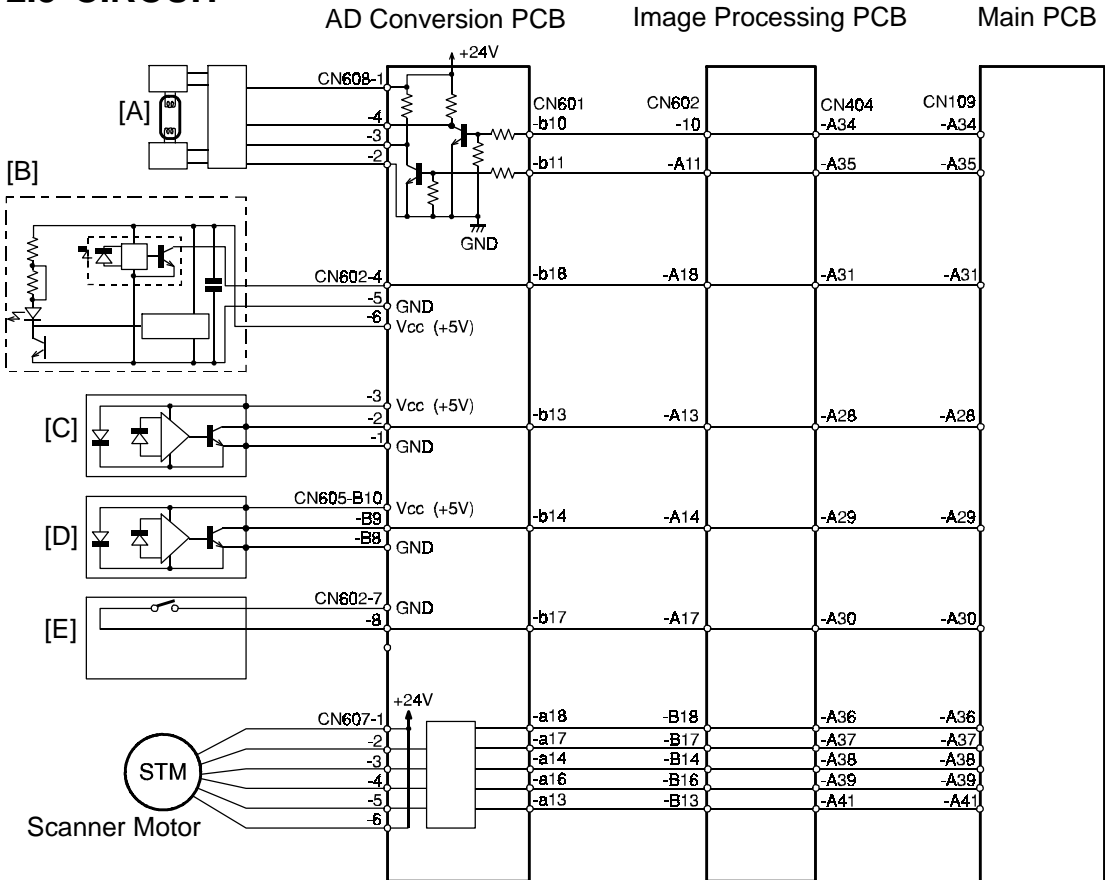 AD Conversion PCB Image Processing PCB Main PCB
+24V
CN608-1
[A]
CN601 CN602 CN404 CN109
-4 -b10 -10 -A34 -A34
-3
-2 -b11 -A11 -A35 -A35
[B]
GND
CN602-4 -b18 -A18 -A31 -A31
-5 GND
-6 Vcc (+5V)
-3 Vcc (+5V)
[C] -2 -b13 -A13 -A28 -A28
-1 GND
CN605-B10 Vcc (+5V)
[D] -B9 -b14 -A14 -A29 -A29
-B8 GND
CN602-7 GND
[E] -8 -b17 -A17 -A30 -A30
+24V
CN607-1 -a18 -B18 -A36 -A36
-2 -a17 -B17 -A37 -A37
STM -3 -a14 -B14 -A38 -A38
-4 -a16 -B16 -A39 -A39
-5 -a13 -B13 -A41 -A41
-6
Scanner Motor